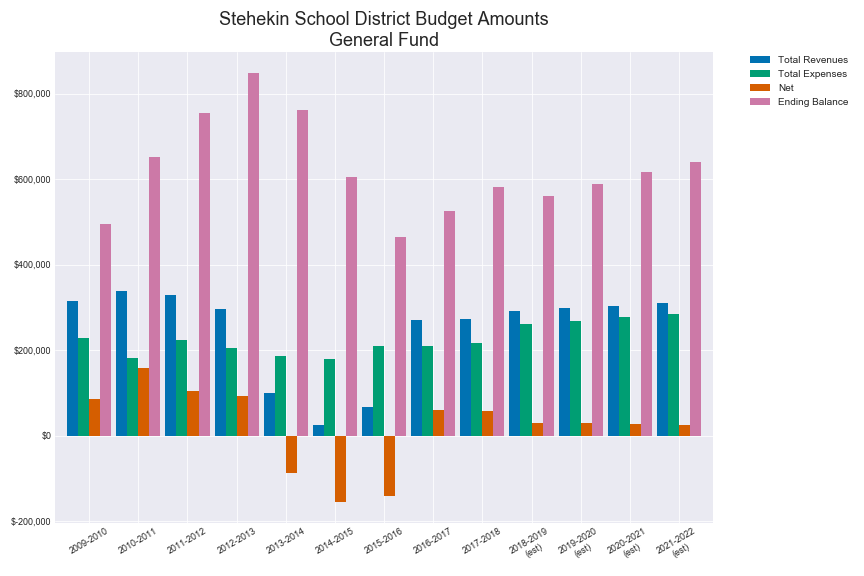 Stehekin School District Budget Amounts
General Fund
Total Revenues
Total Expenses
Net
Ending Balance
$800,000
$600,000
$400,000
$200,000
$0
$-200,000
2009-2010
2010-2011
2011-2012
2012-2013
2013-2014
2014-2015
2015-2016
2016-2017
2017-2018
2018-2019
(est)
2019-2020
(est)
2020-2021
(est)
2021-2022
(est)